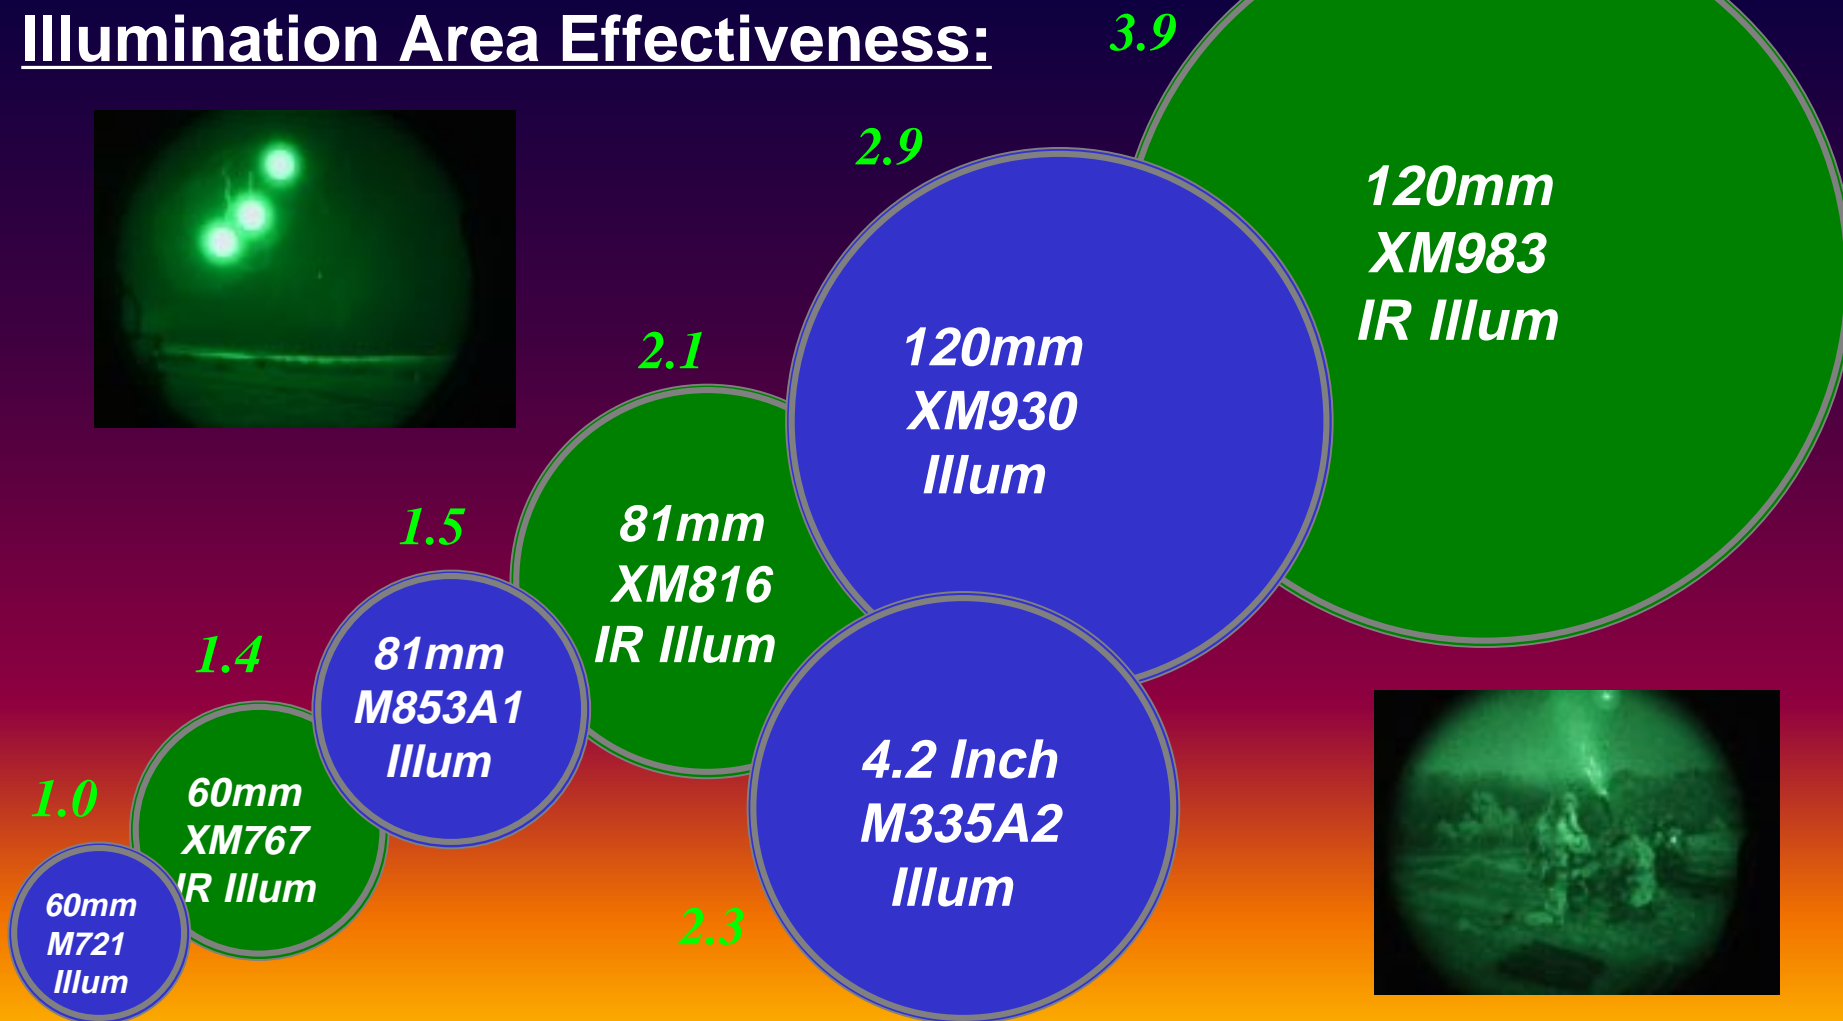 Illumination Area Effectiveness:
3.9
120mm
XM983
IR Illum
2.9
120mm
XM930
Illum
2.1
81mm
XM816
IR Illum
1.5
81mm
M853A1
Illum
1.4
60mm
XM767
IR Illum
1.0
60mm
M721
Illum
2.3
4.2 Inch
M335A2
Illum